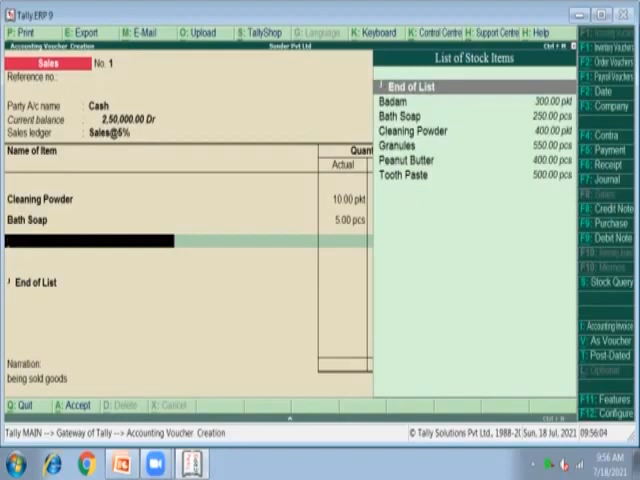 Tally.ERP 9
P: Print E: Export M: E-Mail O: Upload S: TallyShop G: Language K: Keyboard K: Control Centre H: Support Centre H: Help
Accounting Voucher Creation Sunder Pvt Ltd Ctrl + M
Sales No. 1
Reference no.:
Party A/c name : Cash
Current balance : 2,50,000.00 Dr
Sales ledger : Sales@5%
Name of Item Quant
Actual
Cleaning Powder 10.00 pkt
Bath Soap 5.00 pcs
End of List
Narration:
being sold goods
List of Stock Items
End of List
Badam 300.00 pkt
Bath Soap 250.00 pcs
Cleaning Powder 400.00 pkt
Granules 550.00 pcs
Peanut Butter 400.00 pcs
Tooth Paste 500.00 pcs
F1: Inventory Vouchers
F2: Order Vouchers
F1: Payroll Vouchers
F2: Date
F3: Company
F4: Contra
F5: Payment
F6: Receipt
F7: Journal
F8: Sales
F8: Credit Note
F9: Purchase
F9: Debit Note
F10: Memos
S: Stock Query
I: Accounting Invoice
V: As Voucher
T: Post-Dated
L: Optional
F11: Features
F12: Configure
Q: Quit A: Accept D: Delete X: Cancel
Ctrl + N
Tally MAIN --> Gateway of Tally --> Accounting Voucher Creation © Tally Solutions Pvt Ltd., 1988-20 Sun, 18 Jul, 2021 09:56:04
9:56 AM
7/18/2021